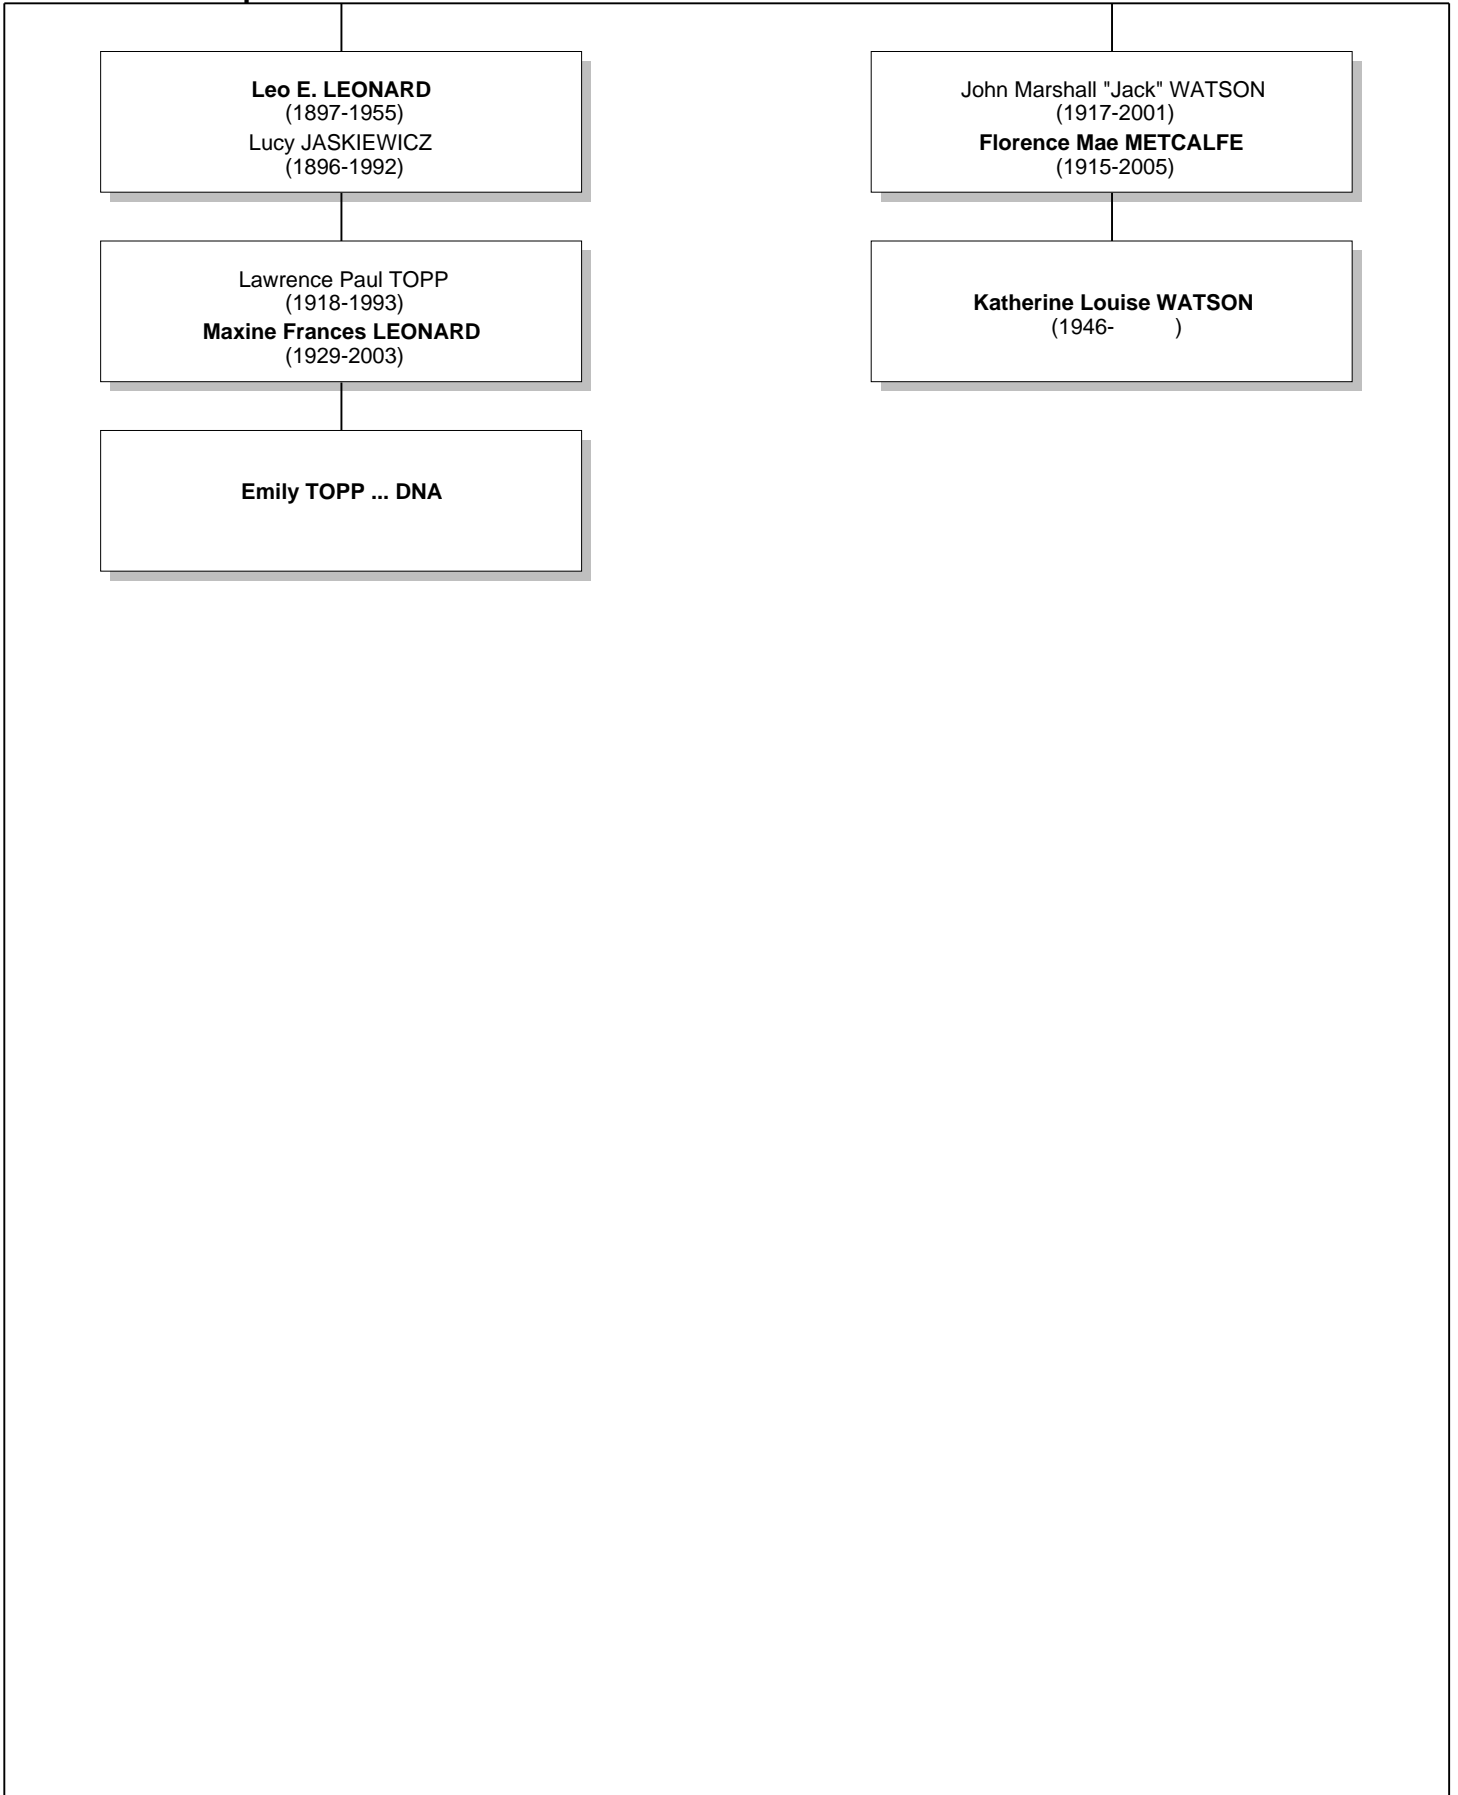 Leo E. LEONARD
(1897-1955)
Lucy JASKIEWICZ
(1896-1992)
John Marshall "Jack" WATSON
(1917-2001)
Florence Mae METCALFE
(1915-2005)
Lawrence Paul TOPP
(1918-1993)
Maxine Frances LEONARD
(1929-2003)
Katherine Louise WATSON
(1946- )
Emily TOPP ... DNA